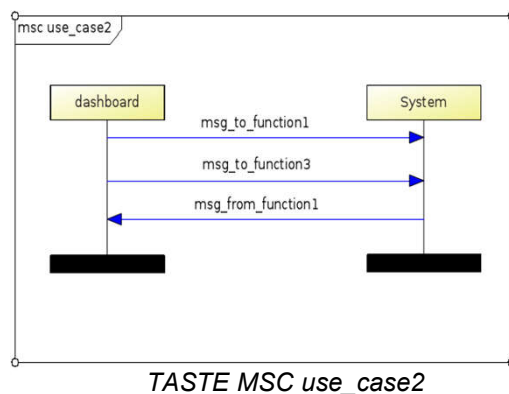 msc use_case2
dashboard
System
msg_to_function1
msg_to_function3
msg_from_function1
TASTE MSC use_case2